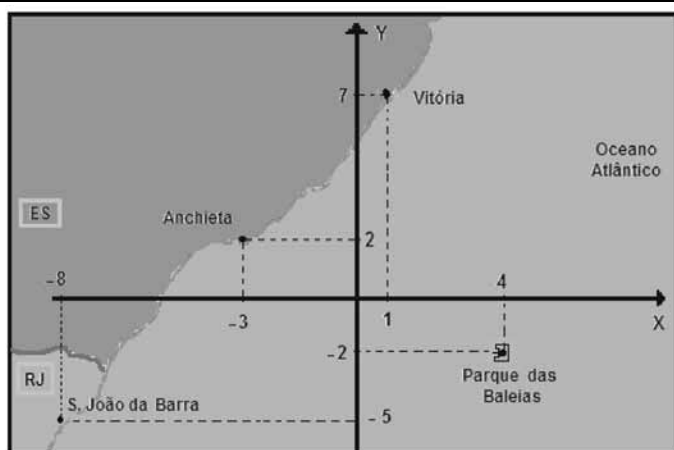 Y
7
Vitória
Oceano
Atlântico
ES
Anchieta
2
-8
4
-3
1
X
-2
RJ
Parque das
Baleias
S. João da Barra
-5